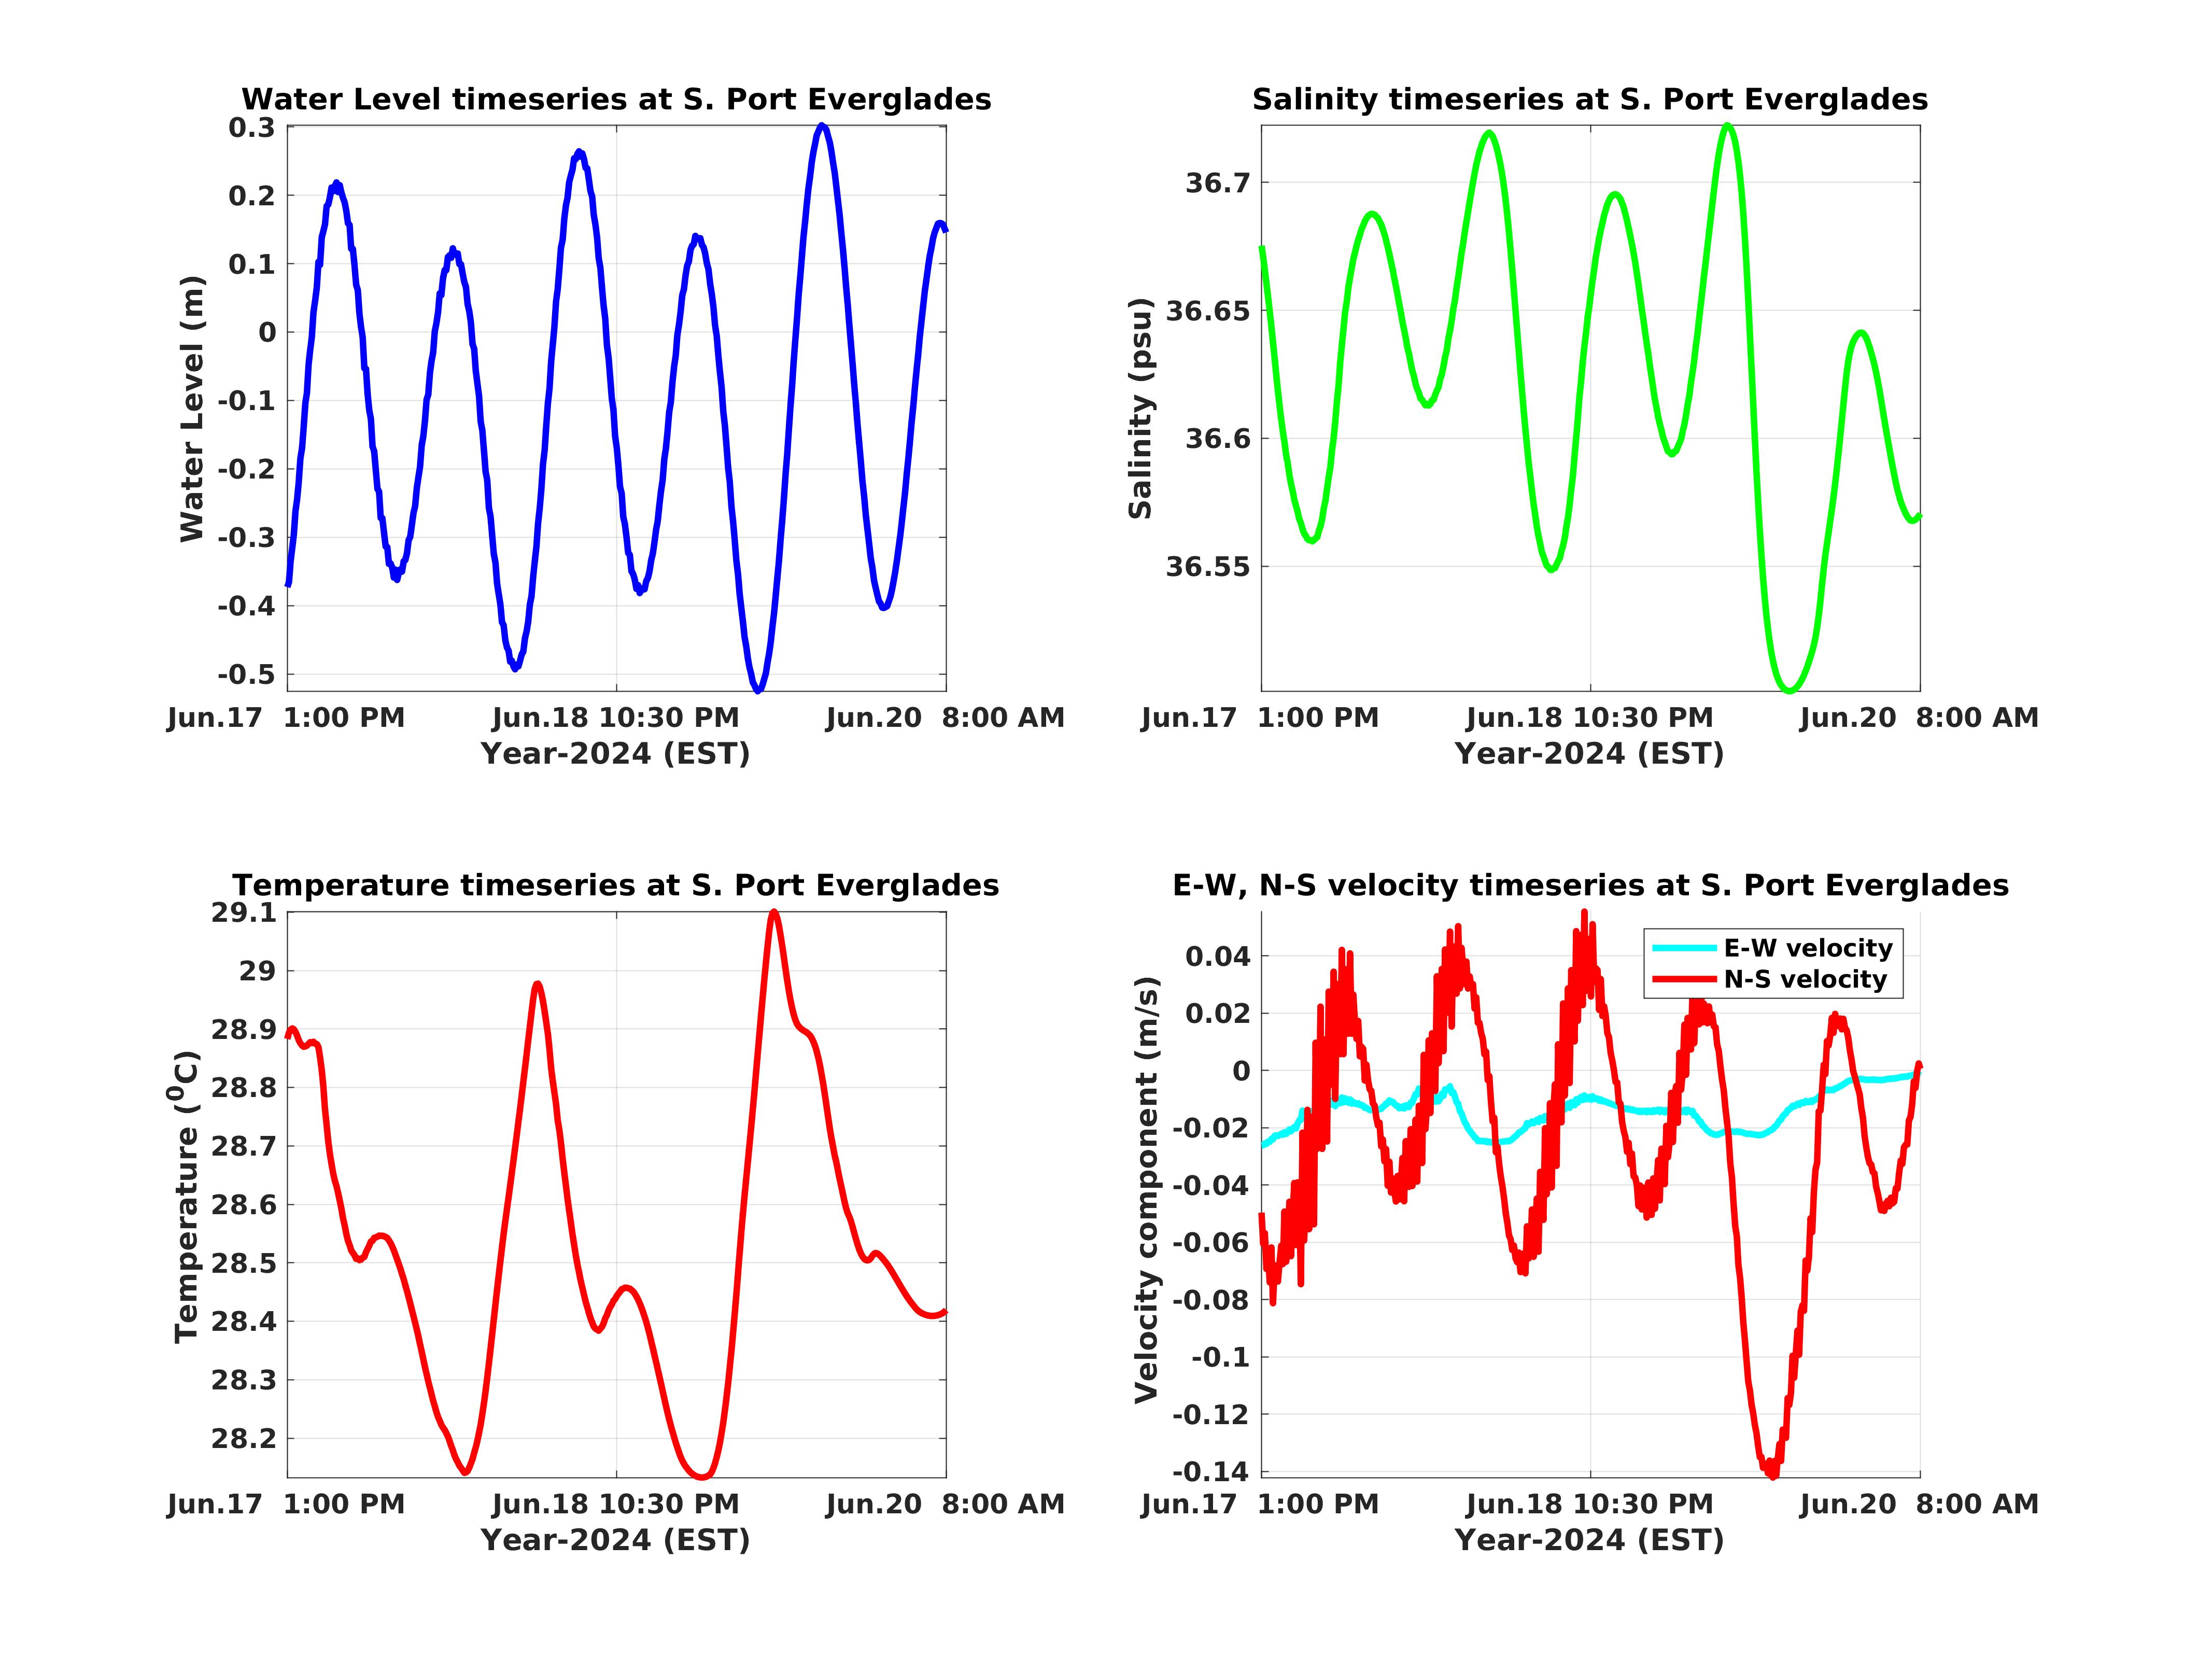 Water Level timeseries at S. Port Everglades
0.3
0.2
0.1
0
-0.1
-0.2
-0.3
-0.4
-0.5
Water Level (m)
Jun.17 1:00 PM Jun.18 10:30 PM Jun.20 8:00 AM
Year-2024 (EST)
Salinity timeseries at S. Port Everglades
36.7
36.65
36.6
36.55
Salinity (psu)
Jun.17 1:00 PM Jun.18 10:30 PM Jun.20 8:00 AM
Year-2024 (EST)
Temperature timeseries at S. Port Everglades
29.1
29
28.9
28.8
28.7
28.6
28.5
28.4
28.3
28.2
Temperature (⁰C)
Jun.17 1:00 PM Jun.18 10:30 PM Jun.20 8:00 AM
Year-2024 (EST)
E-W, N-S velocity timeseries at S. Port Everglades
E-W velocity
N-S velocity
0.04
0.02
0
-0.02
-0.04
-0.06
-0.08
-0.1
-0.12
-0.14
Velocity component (m/s)
Jun.17 1:00 PM Jun.18 10:30 PM Jun.20 8:00 AM
Year-2024 (EST)